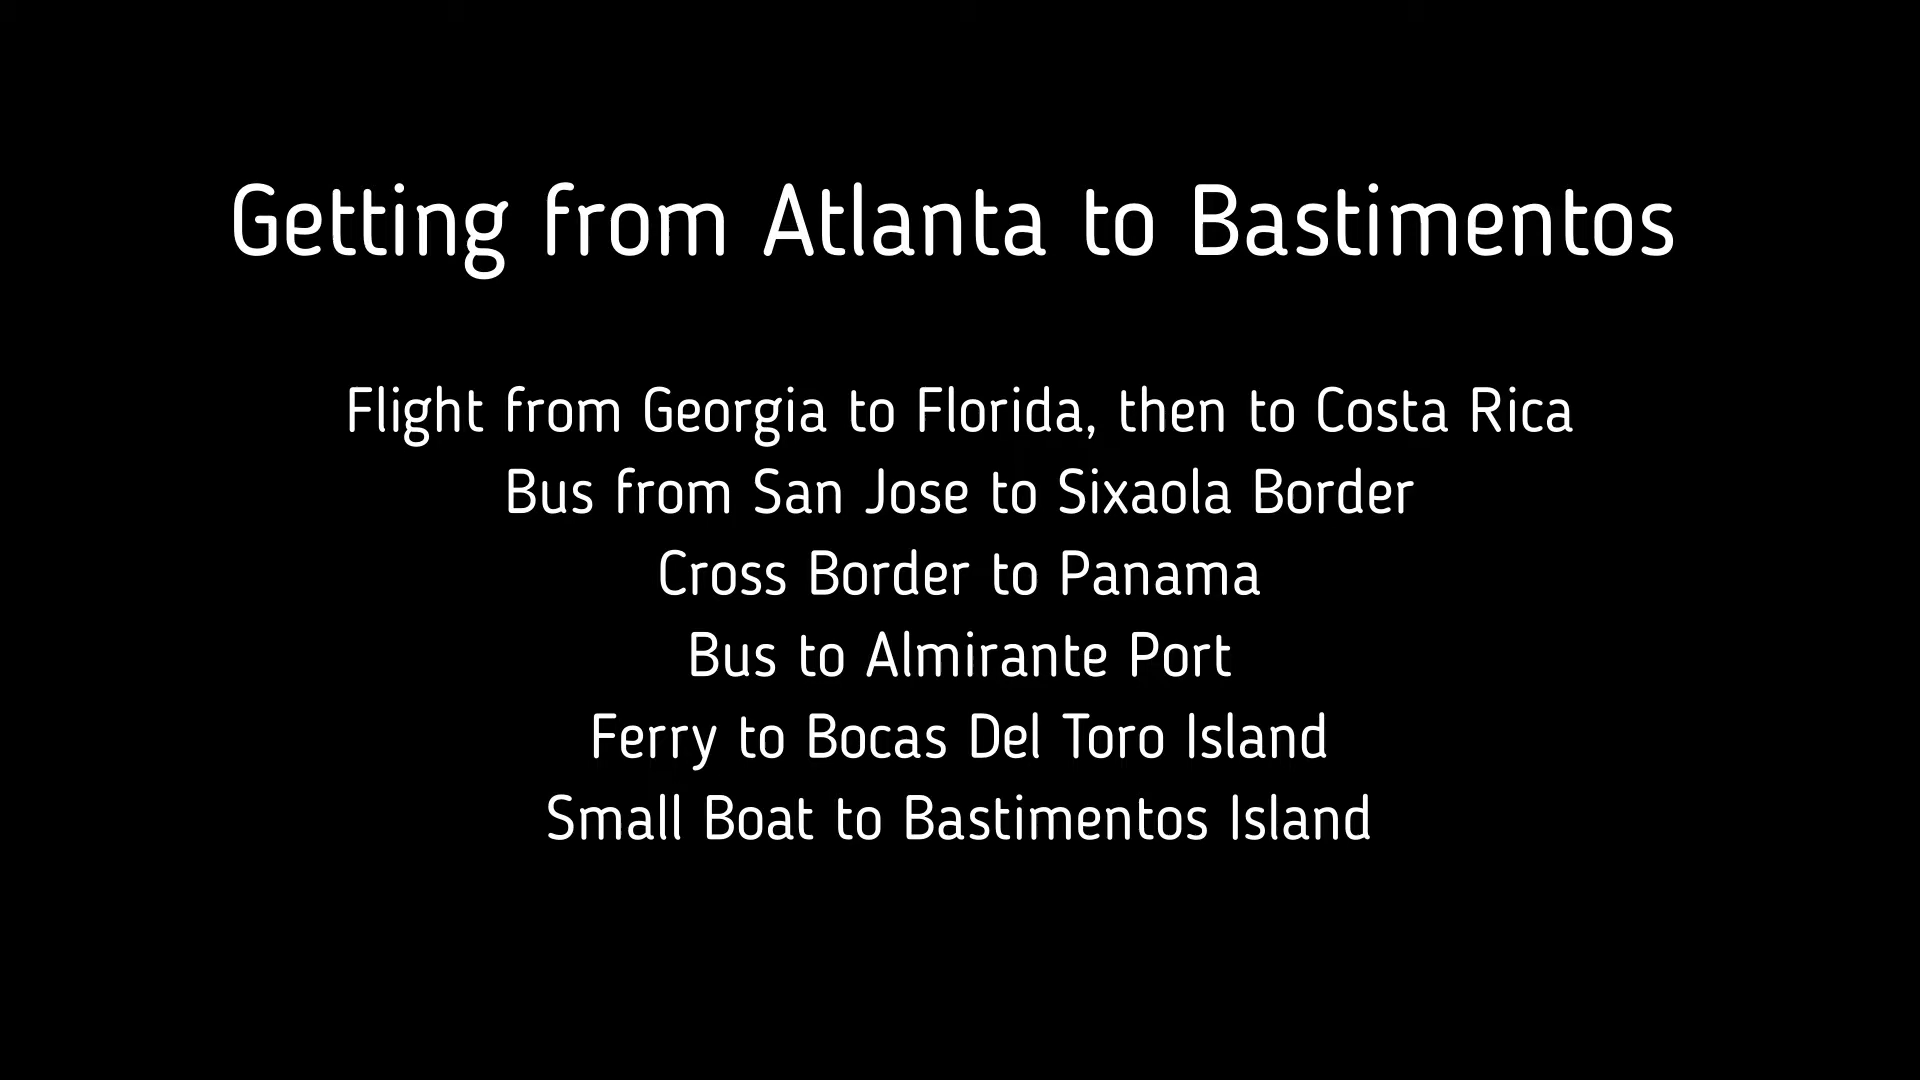 Getting from Atlanta to Bastimentos
Flight from Georgia to Florida, then to Costa Rica
Bus from San Jose to Sixaola Border
Cross Border to Panama
Bus to Almirante Port
Ferry to Bocas Del Toro Island
Small Boat to Bastimentos Island